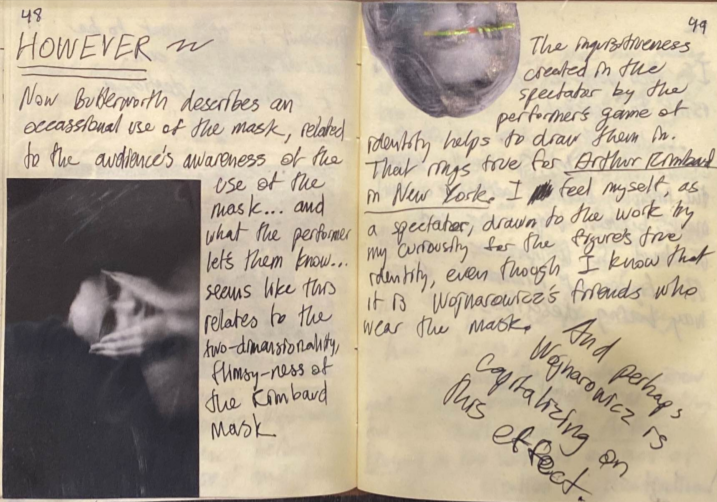 48
HOWEVER
Now Butterworth describes an
occassional use of the mask, related
to the audience's awareness of the
use of the
mask... and
what the performer
lets them know...
seems like this
relates to the
two-dimansionality,
flimsy-ness of
the Rimbaud
Mask
49
The inquisitiveness
created in the
spectator by the
performer's game of
identity helps to draw them in.
That rings true for Arthur Rimbaud
in New York. I feel myself, as
a spectator, drawn to the work by
my curiousity for the figure's true
identity, even though I know that
it is Wojnarowicz's friends who
wear the mask.
And perhaps
Wojnarowicz is
capitalizing on
this effect.